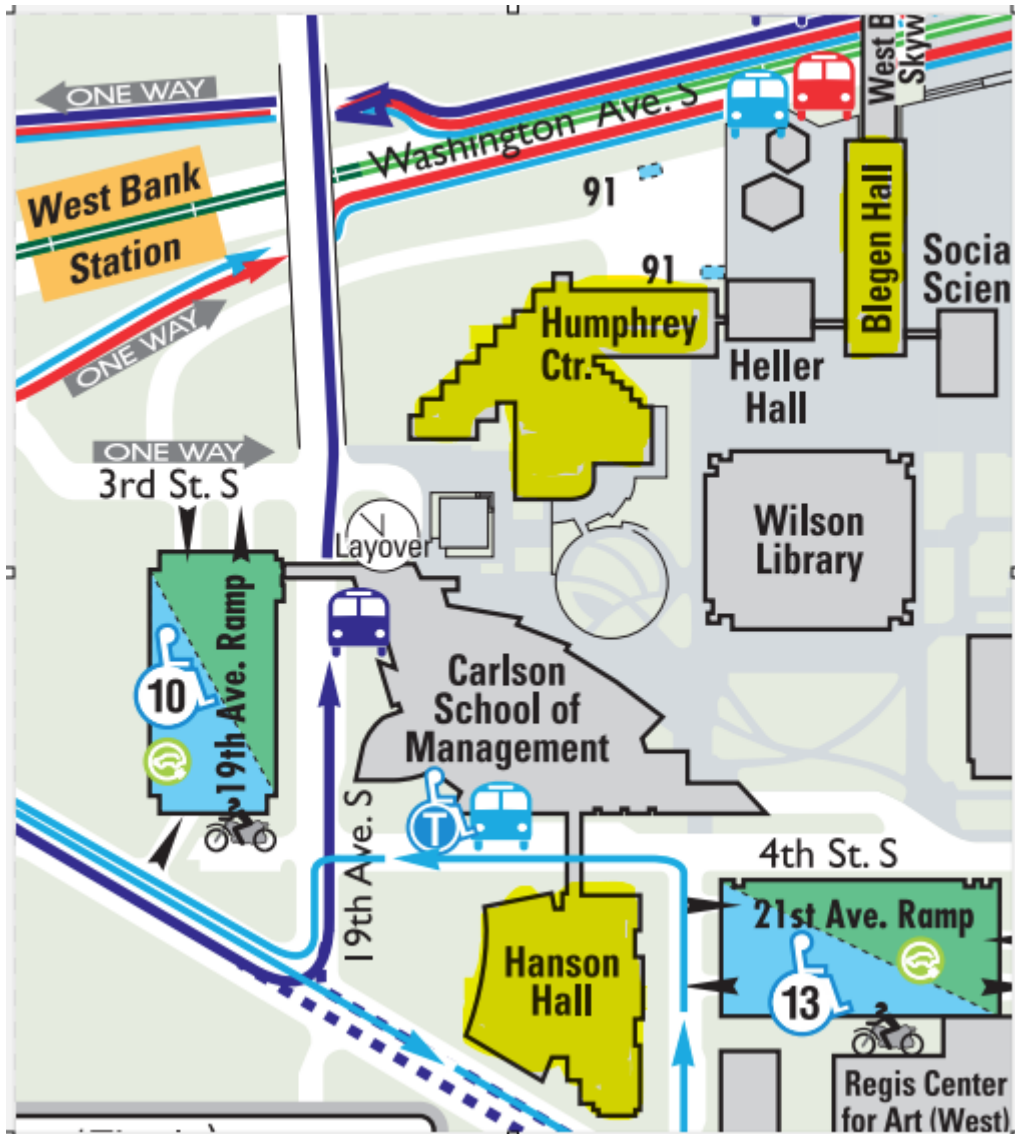 West B
Skyw
ONE WAY
Washington Ave. S
91
West Bank
Station
Blegen Hall
Socia
Scien
91
Humphrey
Ctr.
ONE WAY
Heller
Hall
ONE WAY
3rd St. S
Layover
Wilson
Library
19th Ave. Ramp
10
Carlson
School of
Management
T
19th Ave. S
4th St. S
21st Ave. Ramp
Hanson
Hall
13
Regis Center
for Art (West)